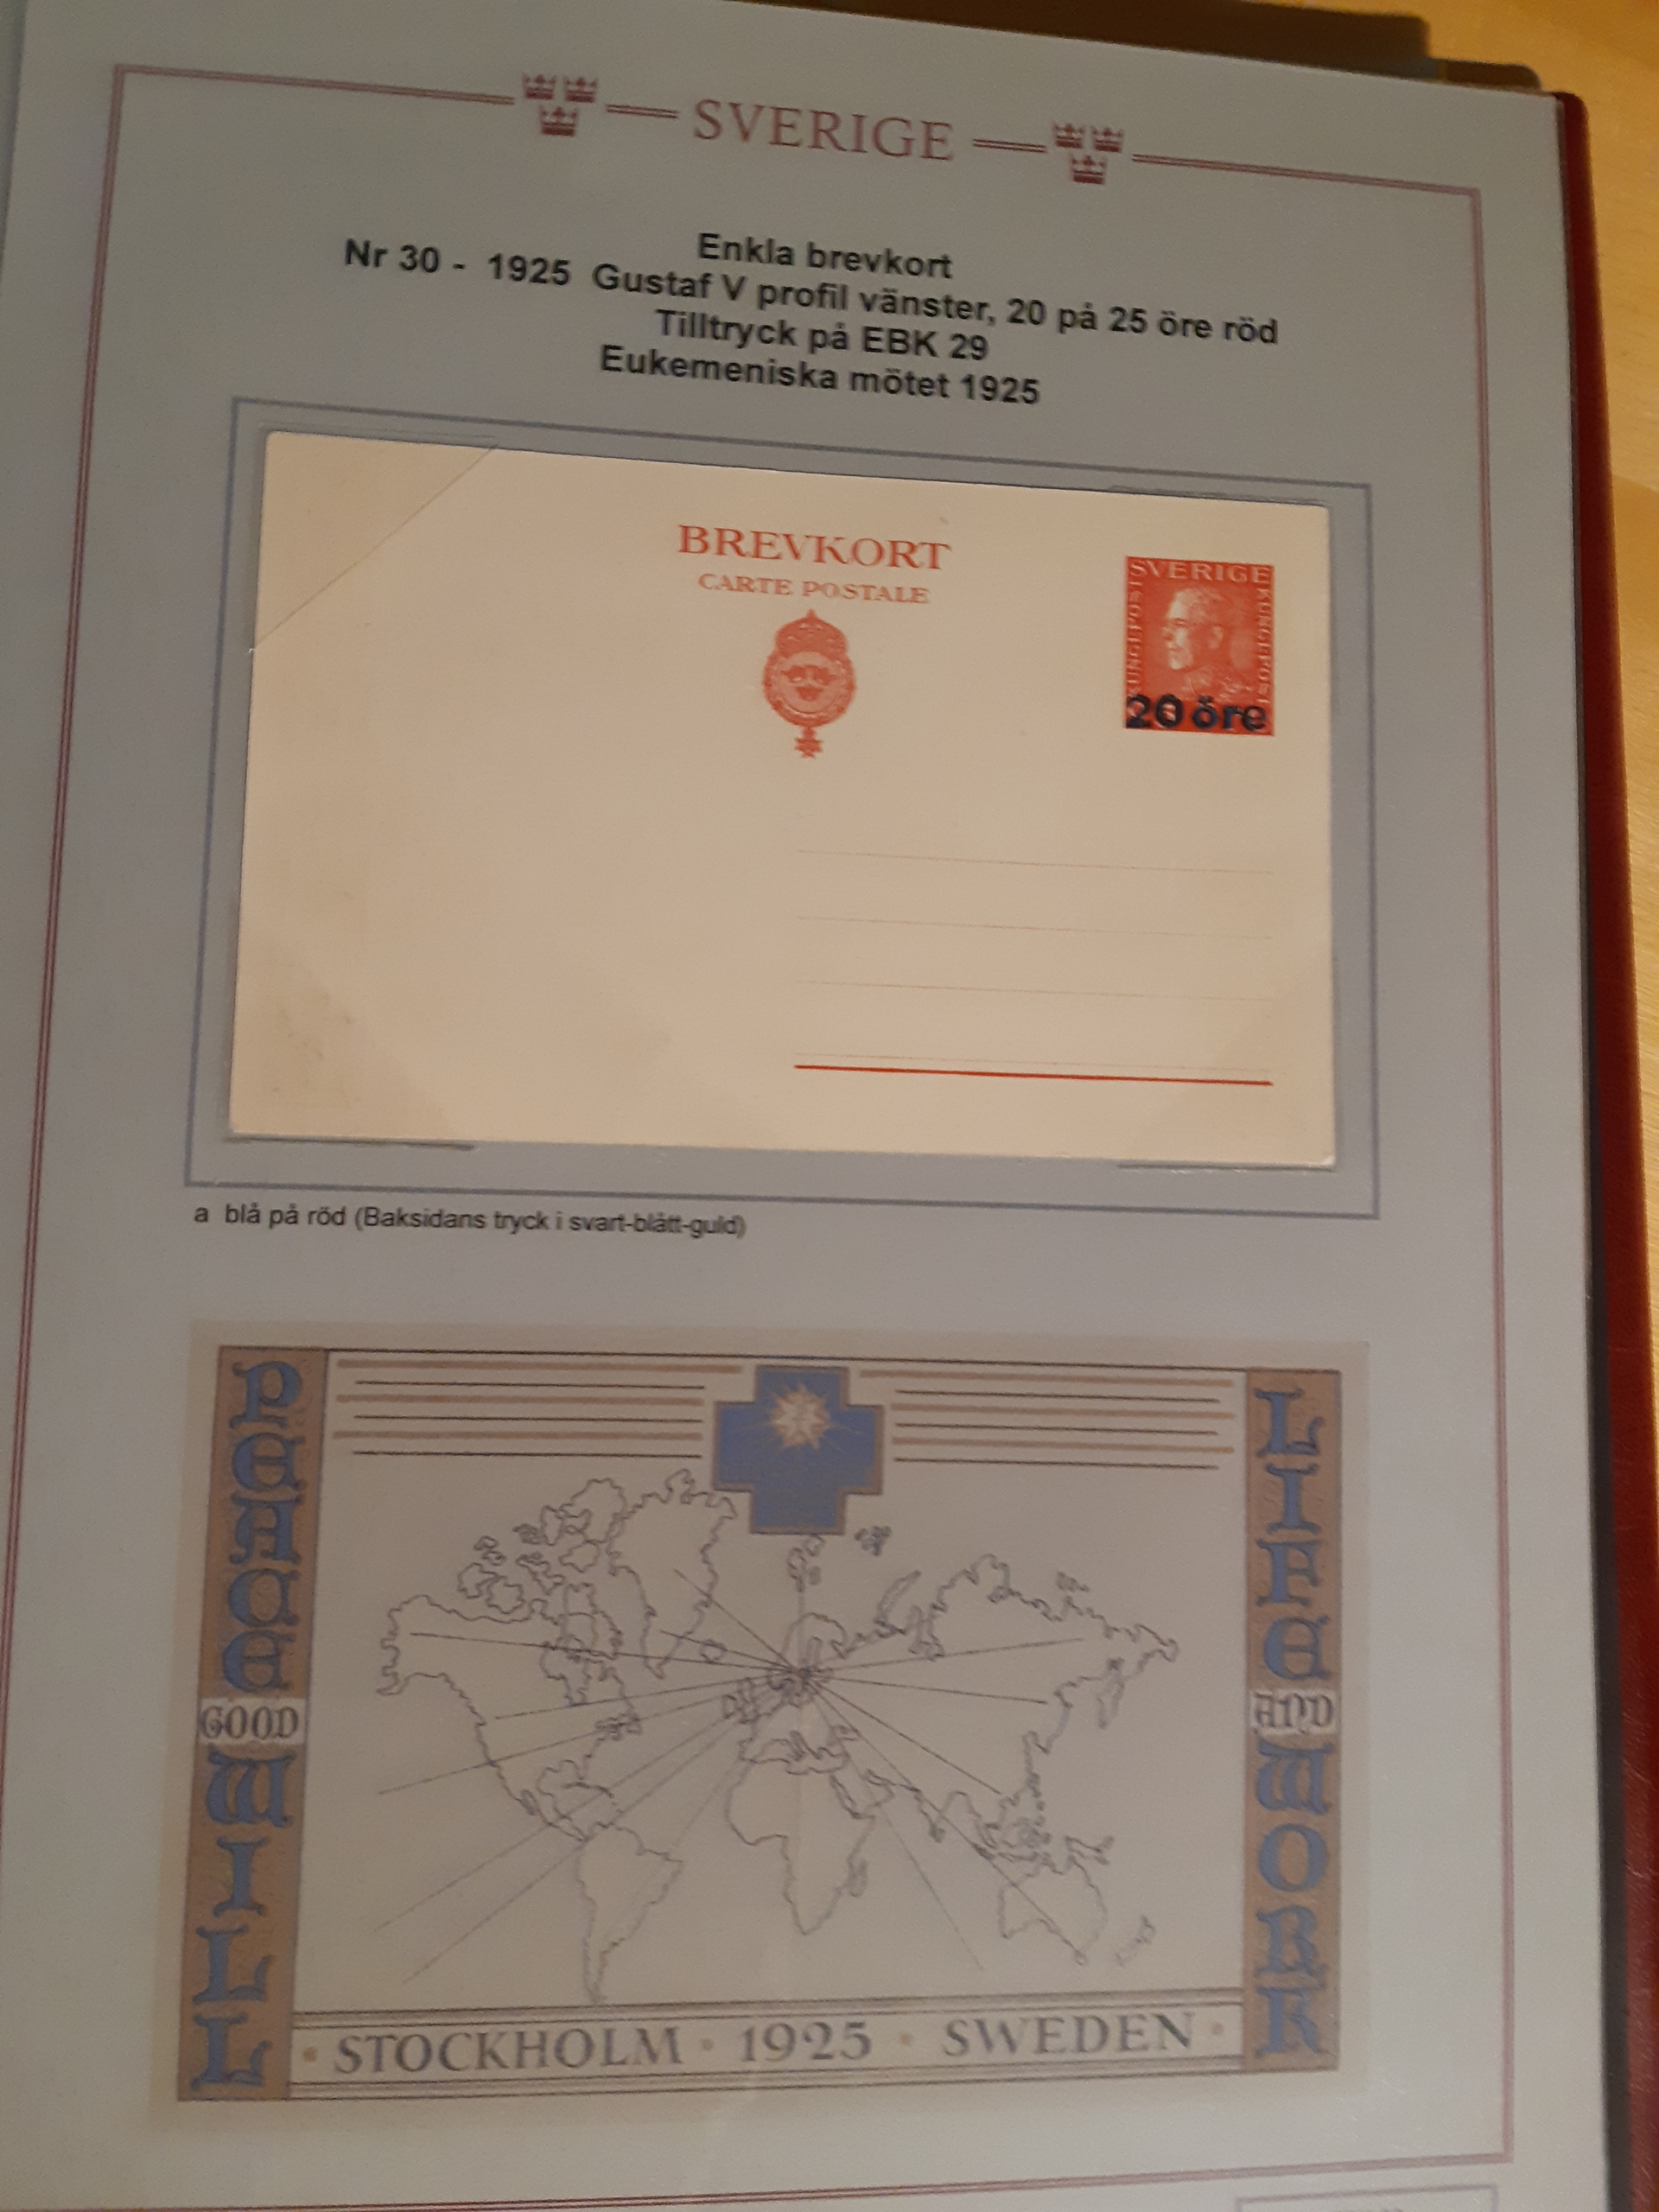 SVERIGE
Enkla brevkort
Nr 30 - 1925 Gustaf V profil vänster, 20 på 25 öre röd
Tilltryck på EBK 29
Eukemeniska mötet 1925
BREVKORT
CARTE POSTALE
SVERIGE
KUNGL POST
20 öre
a blå på röd (Baksidans tryck i svart-blått-guld)
PEACE
GOOD
WILL
LIFE
AND
WORK
STOCKHOLM · 1925 · SWEDEN ·